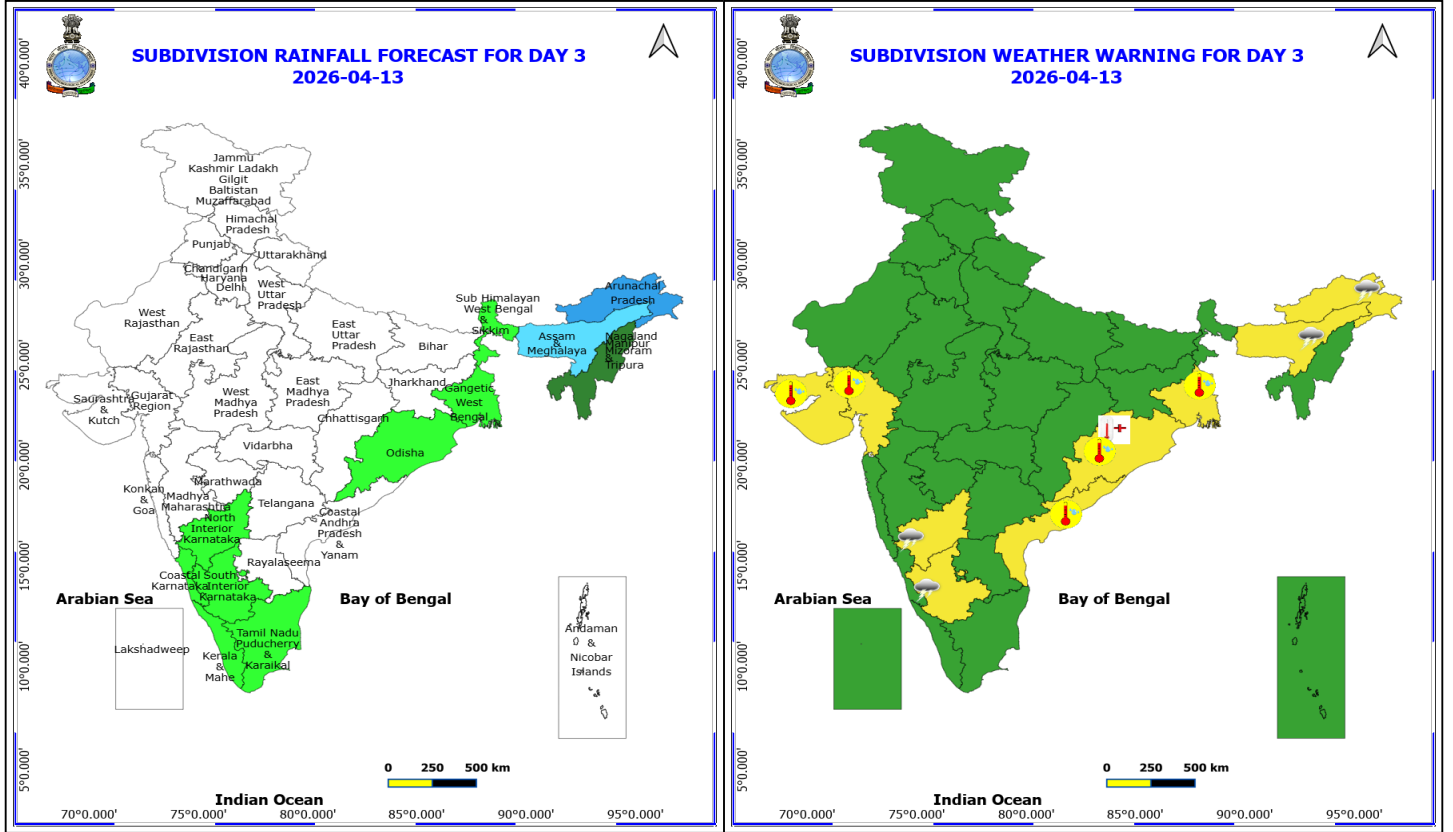 SUBDIVISION RAINFALL FORECAST FOR DAY 3
2026-04-13
40°0.000'
35°0.000'
30°0.000'
25°0.000'
20°0.000'
15°0.000'
10°0.000'
5°0.000'
Jammu
Kashmir Ladakh
Gilgit
Baltistan
Muzaffarabad
Himachal
Pradesh
Punjab
Uttarakhand
Chandigarh
Haryana
Delhi
West
Uttar
Pradesh
Arunachal
Pradesh
Sub Himalayan
West Bengal
&
Sikkim
West
Rajasthan
East
Rajasthan
East
Uttar
Pradesh
Bihar
Assam
&
Meghalaya
Nagaland
Manipur
Mizoram
&
Tripura
Saurashtra
&
Kutch
Gujarat
Region
West
Madhya
Pradesh
East
Madhya
Pradesh
Jharkhand
Gangetic
West
Bengal
Chhattisgarh
Vidarbha
Odisha
Konkan
&
Goa
Madhya
Maharashtra
Marathwada
Telangana
North
Interior
Karnataka
Coastal
Andhra
Pradesh
&
Yanam
Rayalaseema
Coastal
Karnataka
South
Interior
Karnataka
Arabian Sea
Bay of Bengal
Lakshadweep
Kerala
&
Mahe
Tamil Nadu
Puducherry
&
Karaikal
Andaman
&
Nicobar
Islands
0 250 500 km
Indian Ocean
70°0.000' 75°0.000' 80°0.000' 85°0.000' 90°0.000' 95°0.000'
SUBDIVISION WEATHER WARNING FOR DAY 3
2026-04-13
40°0.000'
35°0.000'
30°0.000'
25°0.000'
20°0.000'
15°0.000'
10°0.000'
5°0.000'
Arabian Sea
Bay of Bengal
0 250 500 km
Indian Ocean
70°0.000' 75°0.000' 80°0.000' 85°0.000' 90°0.000' 95°0.000'